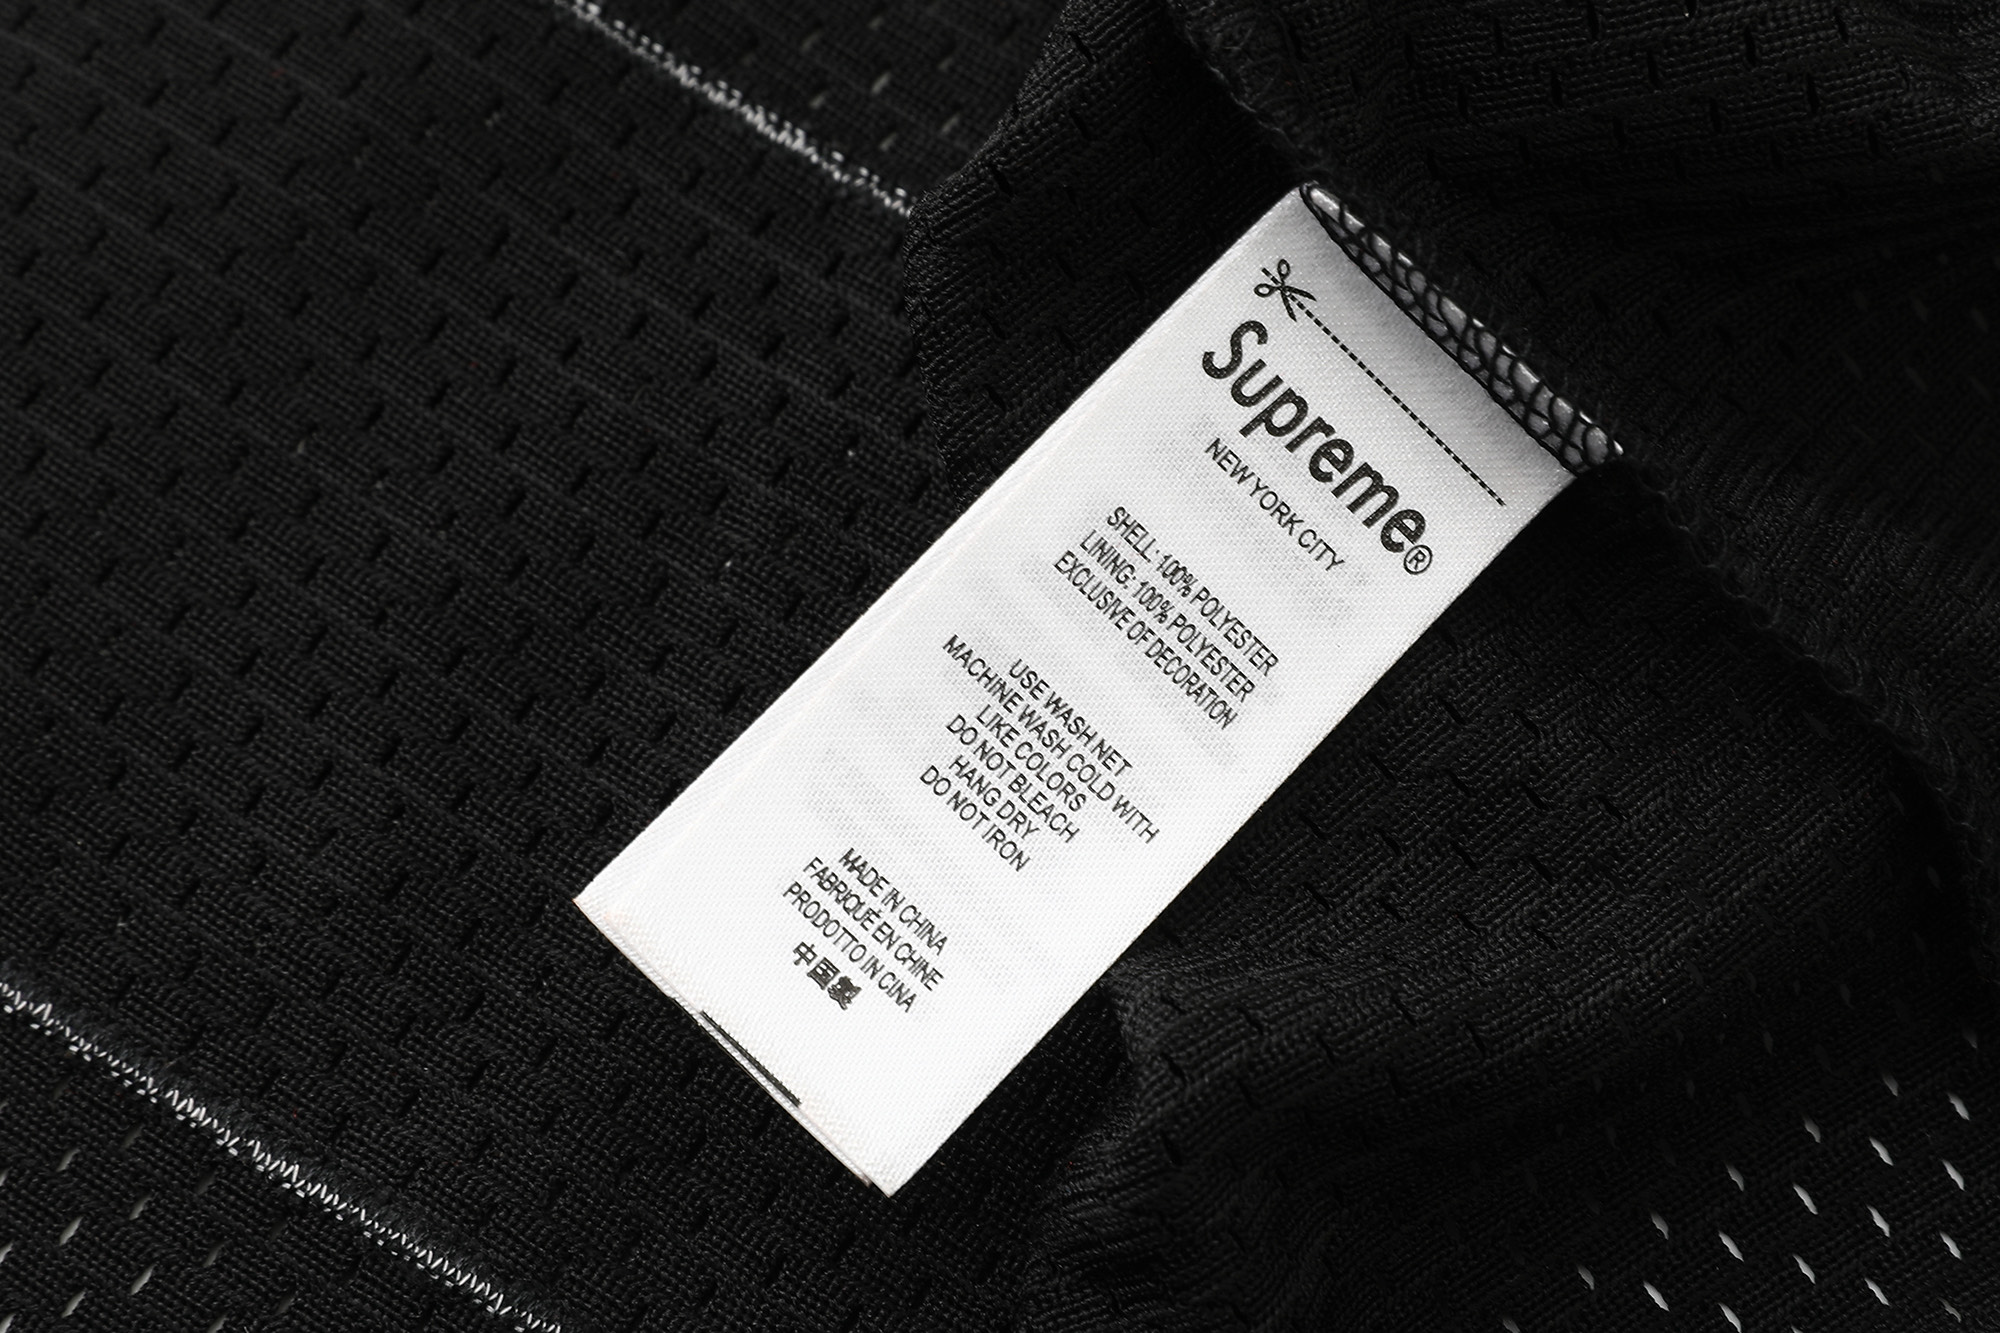 Supreme®
NEW YORK CITY
SHELL: 100% POLYESTER
LINING: 100% POLYESTER
EXCLUSIVE OF DECORATION
USE WASH NET
MACHINE WASH COLD WITH
LIKE COLORS
DO NOT BLEACH
HANG DRY
DO NOT IRON
MADE IN CHINA
FABRIQUÉ EN CHINE
PRODOTTO IN CINA
中国製